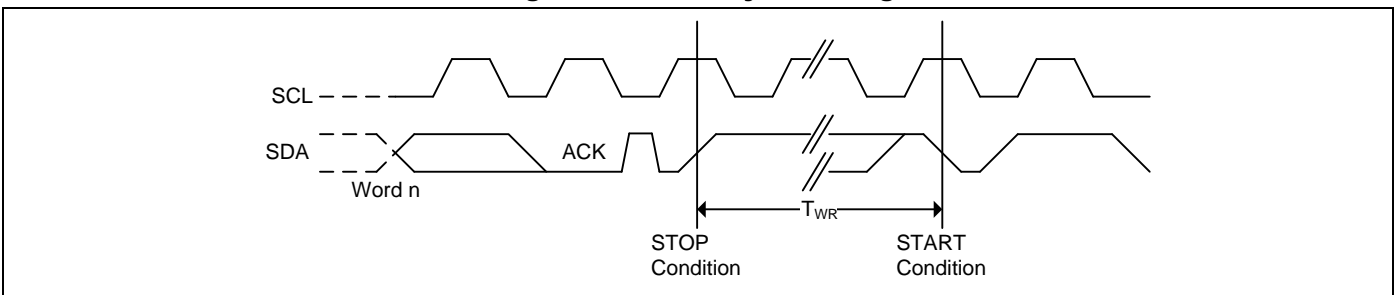 SCL
SDA
ACK
Word n
TWR
STOP
Condition
START
Condition